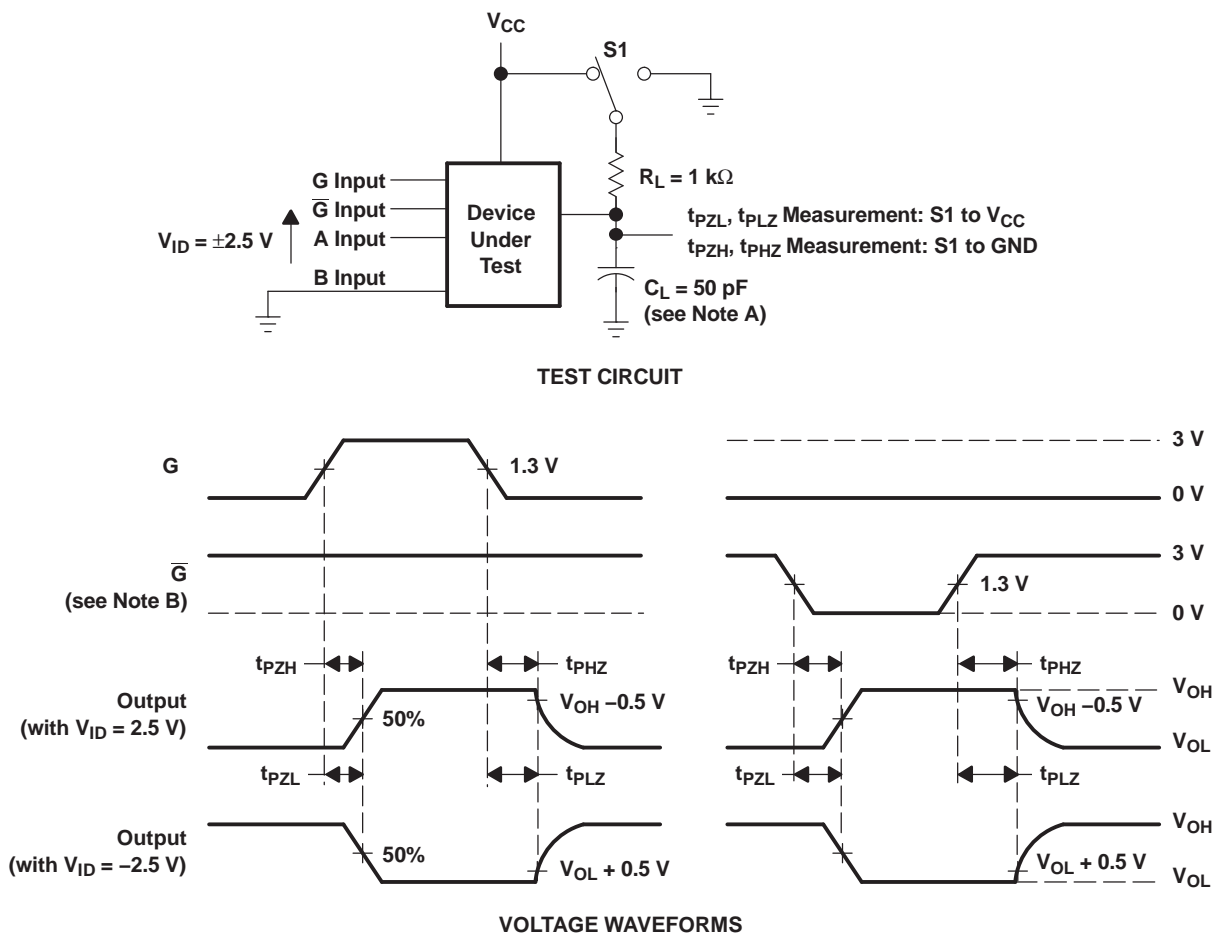 VCC
S1
RL = 1 kΩ
G Input
G̅ Input
A Input
B Input
VID = ±2.5 V
Device
Under
Test
tPZL, tPLZ Measurement: S1 to VCC
tPZH, tPHZ Measurement: S1 to GND
CL = 50 pF
(see Note A)
TEST CIRCUIT
G
1.3 V
3 V
0 V
G̅
(see Note B)
1.3 V
3 V
0 V
tPZH
tPHZ
tPZH
tPHZ
Output
(with VID = 2.5 V)
50%
VOH −0.5 V
VOH −0.5 V
VOH
VOL
tPZL
tPLZ
tPZL
tPLZ
Output
(with VID = −2.5 V)
50%
VOL + 0.5 V
VOL + 0.5 V
VOH
VOL
VOLTAGE WAVEFORMS